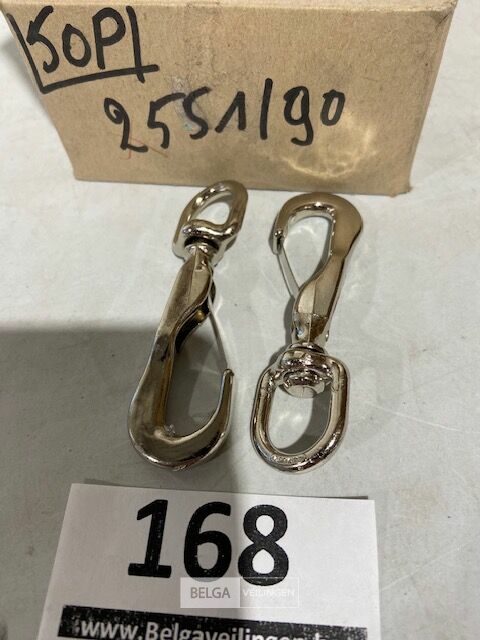 50P
2551/90
168
BELGA VEILINGEN
www.Belgaveilingen